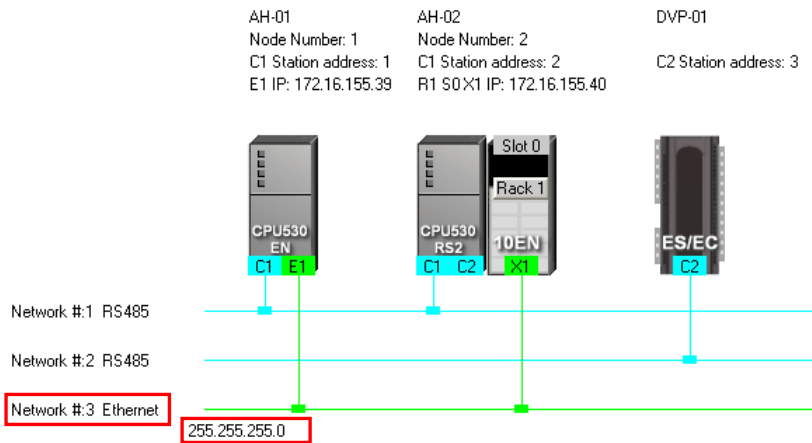 AH-01
Node Number: 1
C1 Station address: 1
E1 IP: 172.16.155.39
AH-02
Node Number: 2
C1 Station address: 2
R1 S0 X1 IP: 172.16.155.40
DVP-01
C2 Station address: 3
CPU530
EN
C1 E1
CPU530
RS2
C1 C2
Slot 0
Rack 1
10EN
X1
ES/EC
C2
Network #:1 RS485
Network #:2 RS485
Network #:3 Ethernet
255.255.255.0